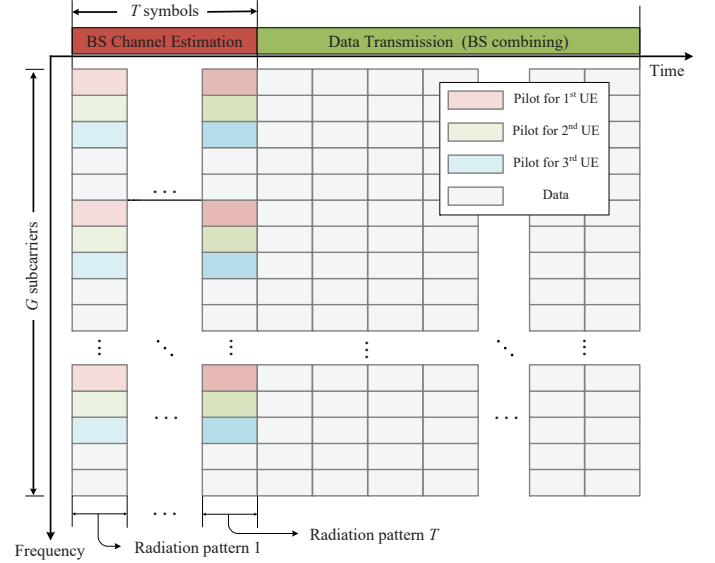 T symbols
BS Channel Estimation
Data Transmission (BS combining)
Time
Pilot for 1st UE
Pilot for 2nd UE
Pilot for 3rd UE
Data
G subcarriers
Radiation pattern T
Radiation pattern 1
Frequency